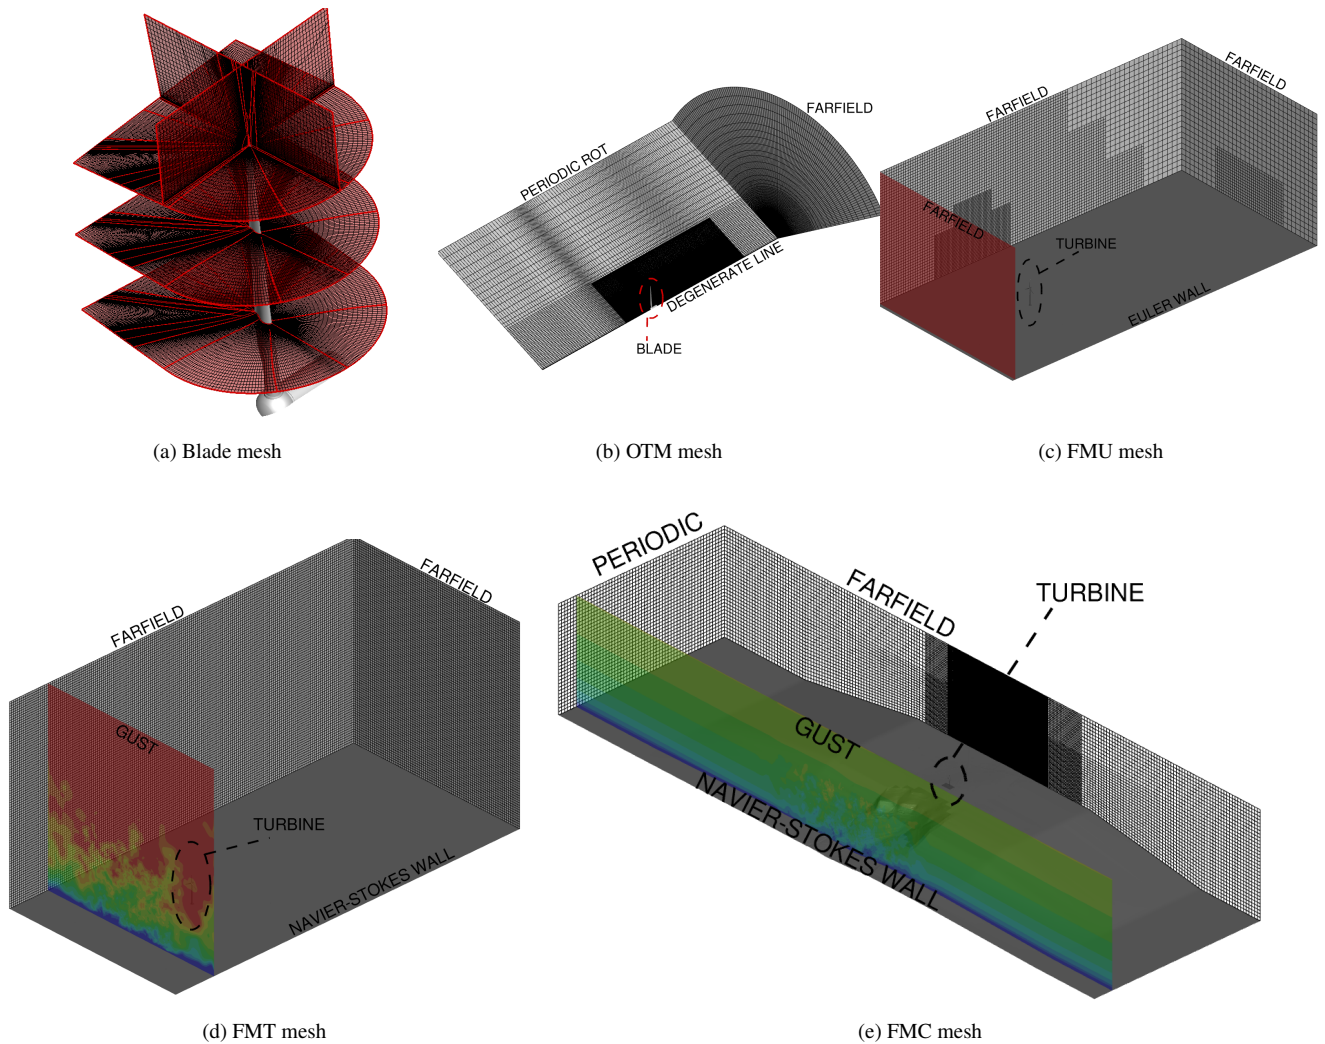 FARFIELD
PERIODIC ROT
DEGENERATE LINE
BLADE
FARFIELD
FARFIELD
FARFIELD
TURBINE
EULER WALL
(a) Blade mesh
(b) OTM mesh
(c) FMU mesh
FARFIELD
FARFIELD
GUST
TURBINE
NAVIER-STOKES WALL
PERIODIC
FARFIELD
TURBINE
GUST
NAVIER-STOKES WALL
(d) FMT mesh
(e) FMC mesh